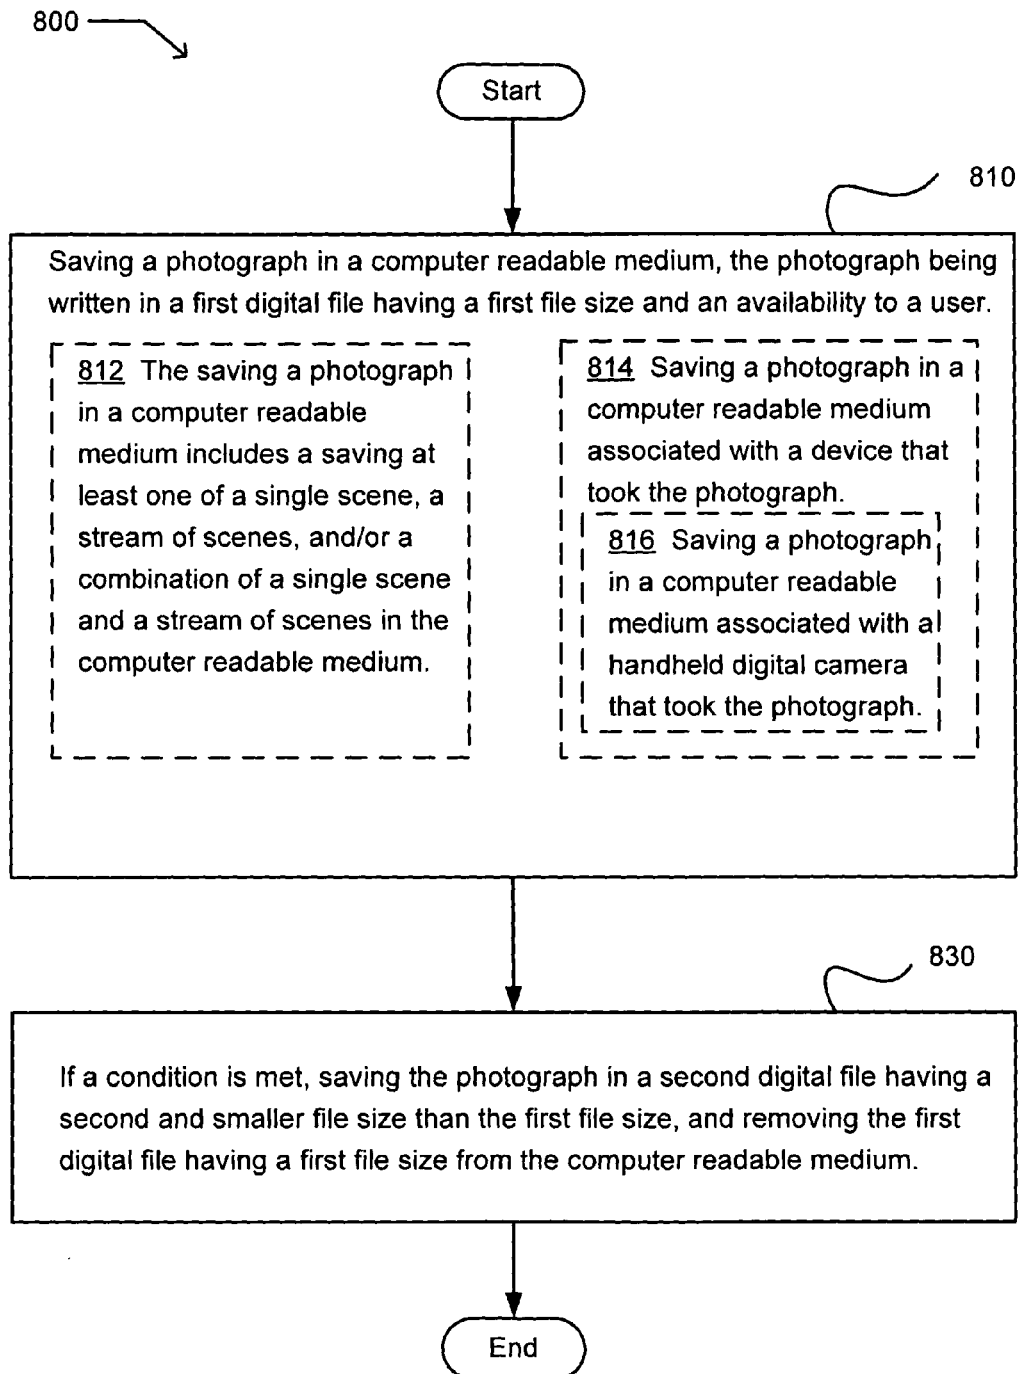 800
Start
810
Saving a photograph in a computer readable medium, the photograph being
written in a first digital file having a first file size and an availability to a user.
812 The saving a photograph
in a computer readable
medium includes a saving at
least one of a single scene, a
stream of scenes, and/or a
combination of a single scene
and a stream of scenes in the
computer readable medium.
814 Saving a photograph in a
computer readable medium
associated with a device that
took the photograph.
816 Saving a photograph
in a computer readable
medium associated with a
handheld digital camera
that took the photograph.
830
If a condition is met, saving the photograph in a second digital file having a
second and smaller file size than the first file size, and removing the first
digital file having a first file size from the computer readable medium.
End